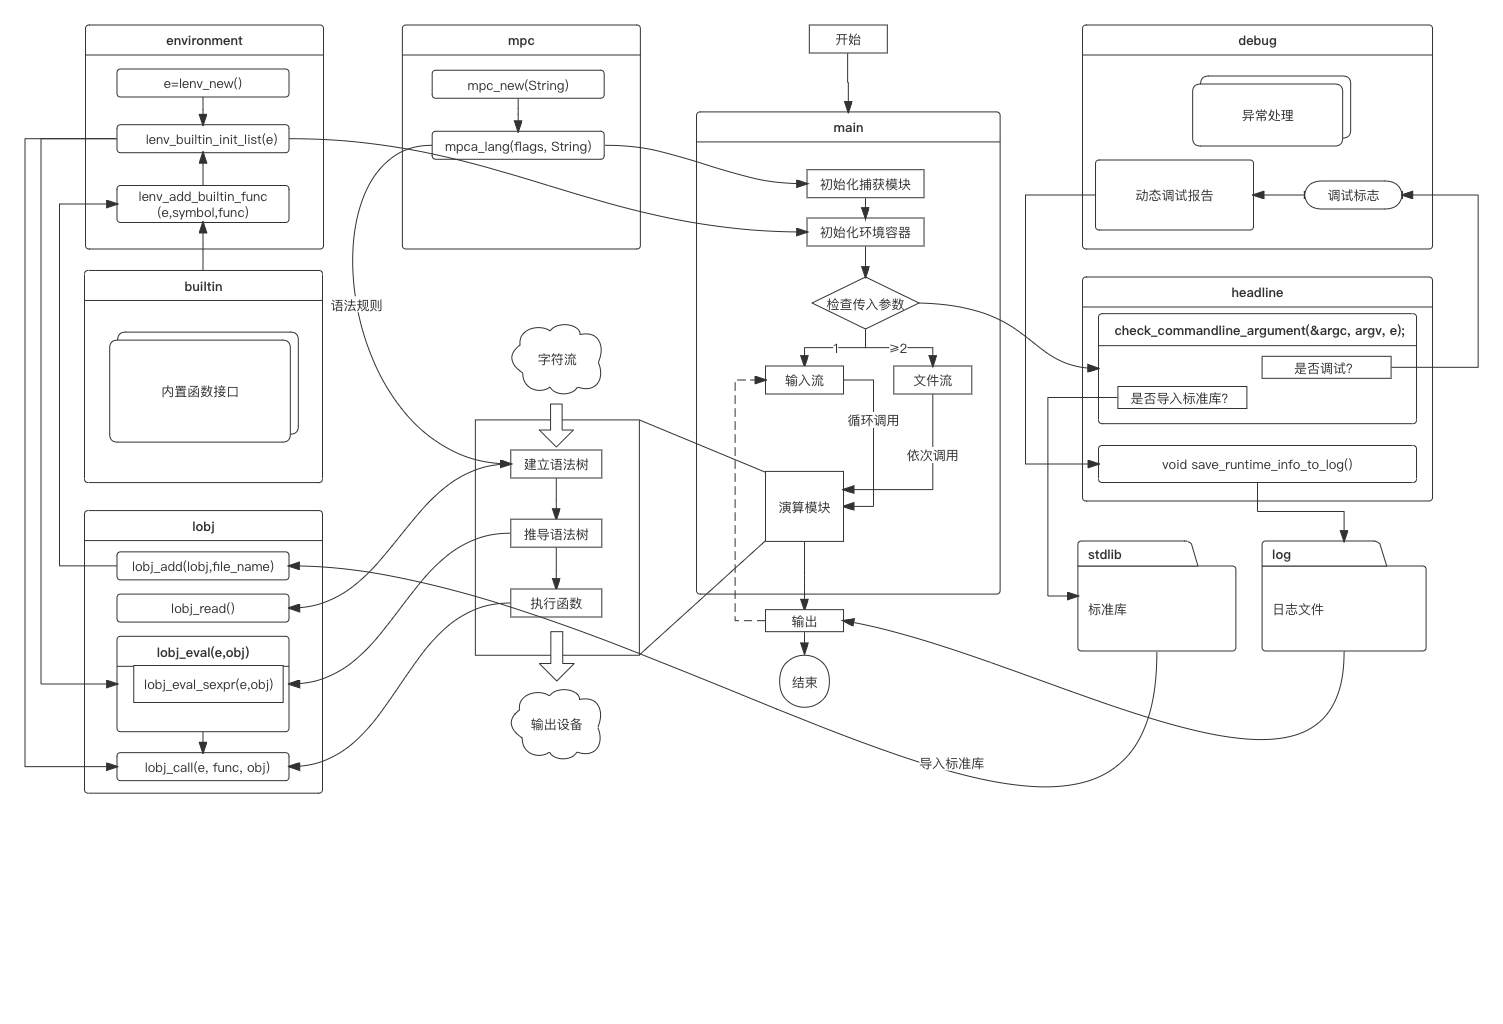 environment
e=lenv_new()
lenv_builtin_init_list(e)
lenv_add_builtin_func
(e,symbol,func)
builtin
内置函数接口
lobj
lobj_add(lobj,file_name)
lobj_read()
lobj_eval(e,obj)
lobj_eval_sexpr(e,obj)
lobj_call(e, func, obj)
mpc
mpc_new(String)
mpca_lang(flags, String)
语法规则
字符流
建立语法树
推导语法树
执行函数
输出设备
开始
main
初始化捕获模块
初始化环境容器
检查传入参数
1
≥2
输入流
文件流
循环调用
依次调用
演算模块
输出
结束
debug
异常处理
动态调试报告
调试标志
headline
check_commandline_argument(&argc, argv, e);
是否调试?
是否导入标准库?
void save_runtime_info_to_log()
stdlib
标准库
log
日志文件
导入标准库